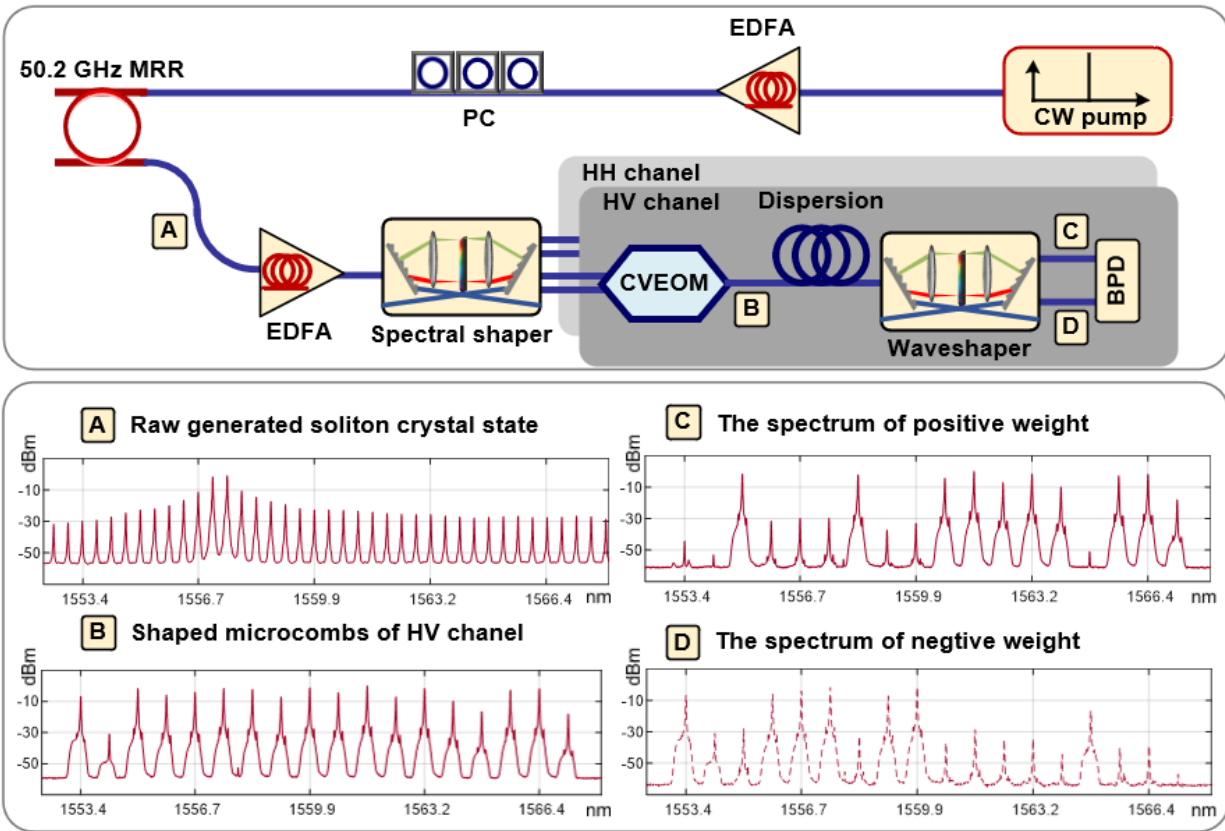 EDFA
50.2 GHz MRR
PC
CW pump
HH chanel
HV chanel
Dispersion
A
C
CVEOM
B
D
BPD
EDFA
Spectral shaper
Waveshaper
A Raw generated soliton crystal state
dBm
-10
-30
-50
1553.4 1556.7 1559.9 1563.2 1566.4 nm
C The spectrum of positive weight
dBm
-10
-30
-50
1553.4 1556.7 1559.9 1563.2 1566.4 nm
B Shaped microcombs of HV chanel
dBm
-10
-30
-50
1553.4 1556.7 1559.9 1563.2 1566.4 nm
D The spectrum of negtive weight
dBm
-10
-30
-50
1553.4 1556.7 1559.9 1563.2 1566.4 nm